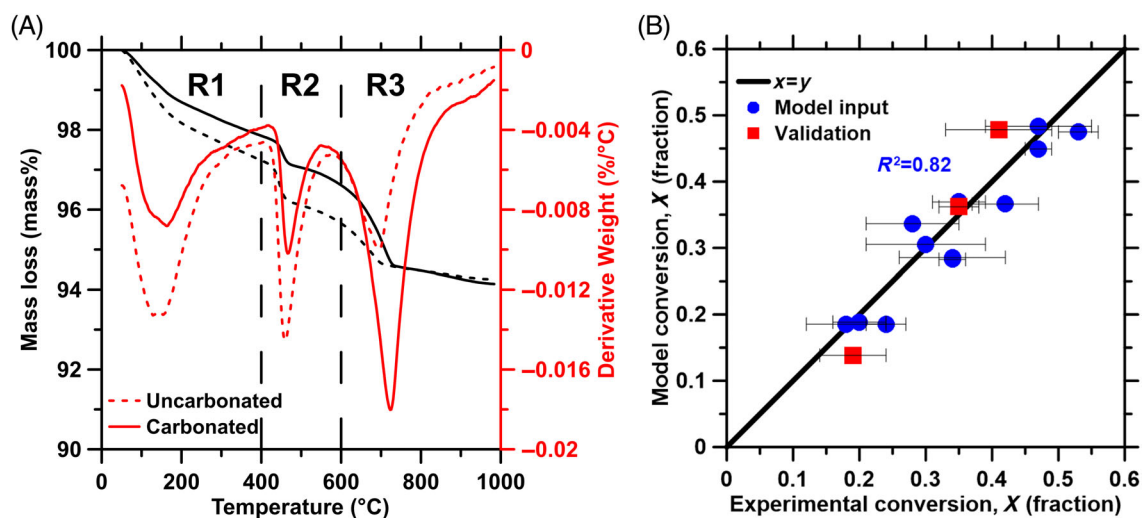 (A)
100
98
96
94
92
90
Mass loss (mass%)
R1
R2
R3
Uncarbonated
Carbonated
0
200
400
600
800
1000
Temperature (°C)
0
−0.004
−0.008
−0.012
−0.016
−0.02
Derivative Weight (%/°C)
(B)
0.6
0.5
0.4
0.3
0.2
0.1
0
Model conversion, X (fraction)
x=y
Model input
Validation
R²=0.82
0
0.1
0.2
0.3
0.4
0.5
0.6
Experimental conversion, X (fraction)